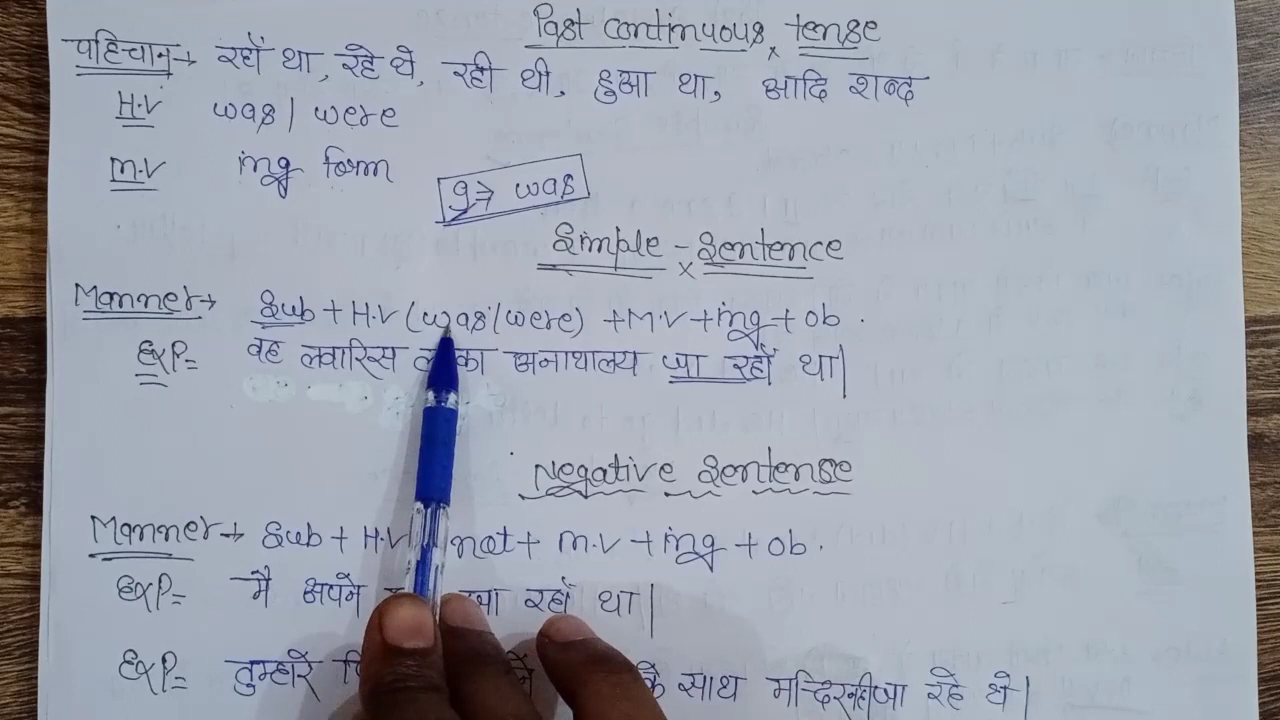 Past continuous tense
पहिचान→ रहाँ था, रहे थे, रही थी, हुआ था, आदि शब्द
H.V was/were
M.V ing form
I → was
Simple - Sentence
Manner→ Sub + H.V (was/were) + M.V + ing + ob.
Exp= वह लवारिस का अनाथालय जा रहाँ था|
Negative Sentense
Manner→ Sub + H.V not + M.V + ing + ob.
Exp= मै अपने जा रहाँ था|
Exp= तुम्हारे के साथ मन्दिर नही जा रहे थे|